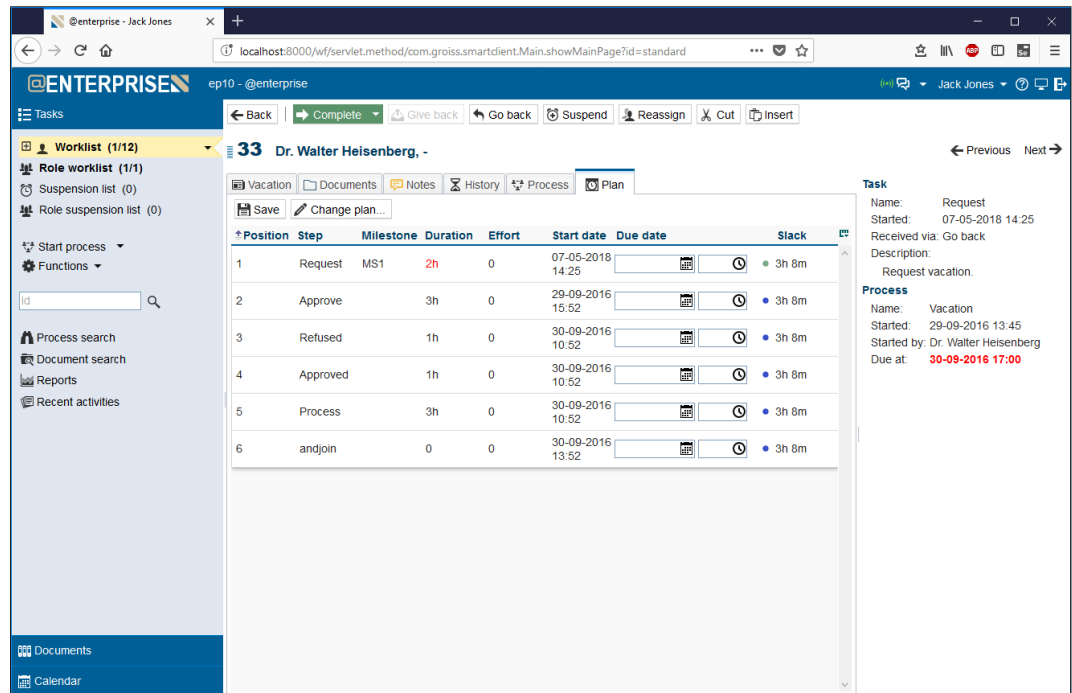 @enterprise - Jack Jones
localhost:8000/wf/servlet.method/com.groiss.smartclient.Main.showMainPage?id=standard
ABP
Se
@ENTERPRISE
ep10 - @enterprise
Jack Jones
Tasks
Worklist (1/12)
Role worklist (1/1)
Suspension list (0)
Role suspension list (0)
Start process
Functions
Id
Process search
Document search
Reports
Recent activities
Documents
Calendar
Back Complete Give back Go back Suspend Reassign Cut Insert
33 Dr. Walter Heisenberg, -
Previous Next
Vacation Documents Notes History Process Plan
Save Change plan...
Position Step Milestone Duration Effort Start date Due date Slack
1 Request MS1 2h 0 07-05-2018 14:25 3h 8m
2 Approve 3h 0 29-09-2016 15:52 3h 8m
3 Refused 1h 0 30-09-2016 10:52 3h 8m
4 Approved 1h 0 30-09-2016 10:52 3h 8m
5 Process 3h 0 30-09-2016 10:52 3h 8m
6 andjoin 0 0 30-09-2016 13:52 3h 8m
Task
Name: Request
Started: 07-05-2018 14:25
Received via: Go back
Description:
Request vacation.
Process
Name: Vacation
Started: 29-09-2016 13:45
Started by: Dr. Walter Heisenberg
Due at: 30-09-2016 17:00